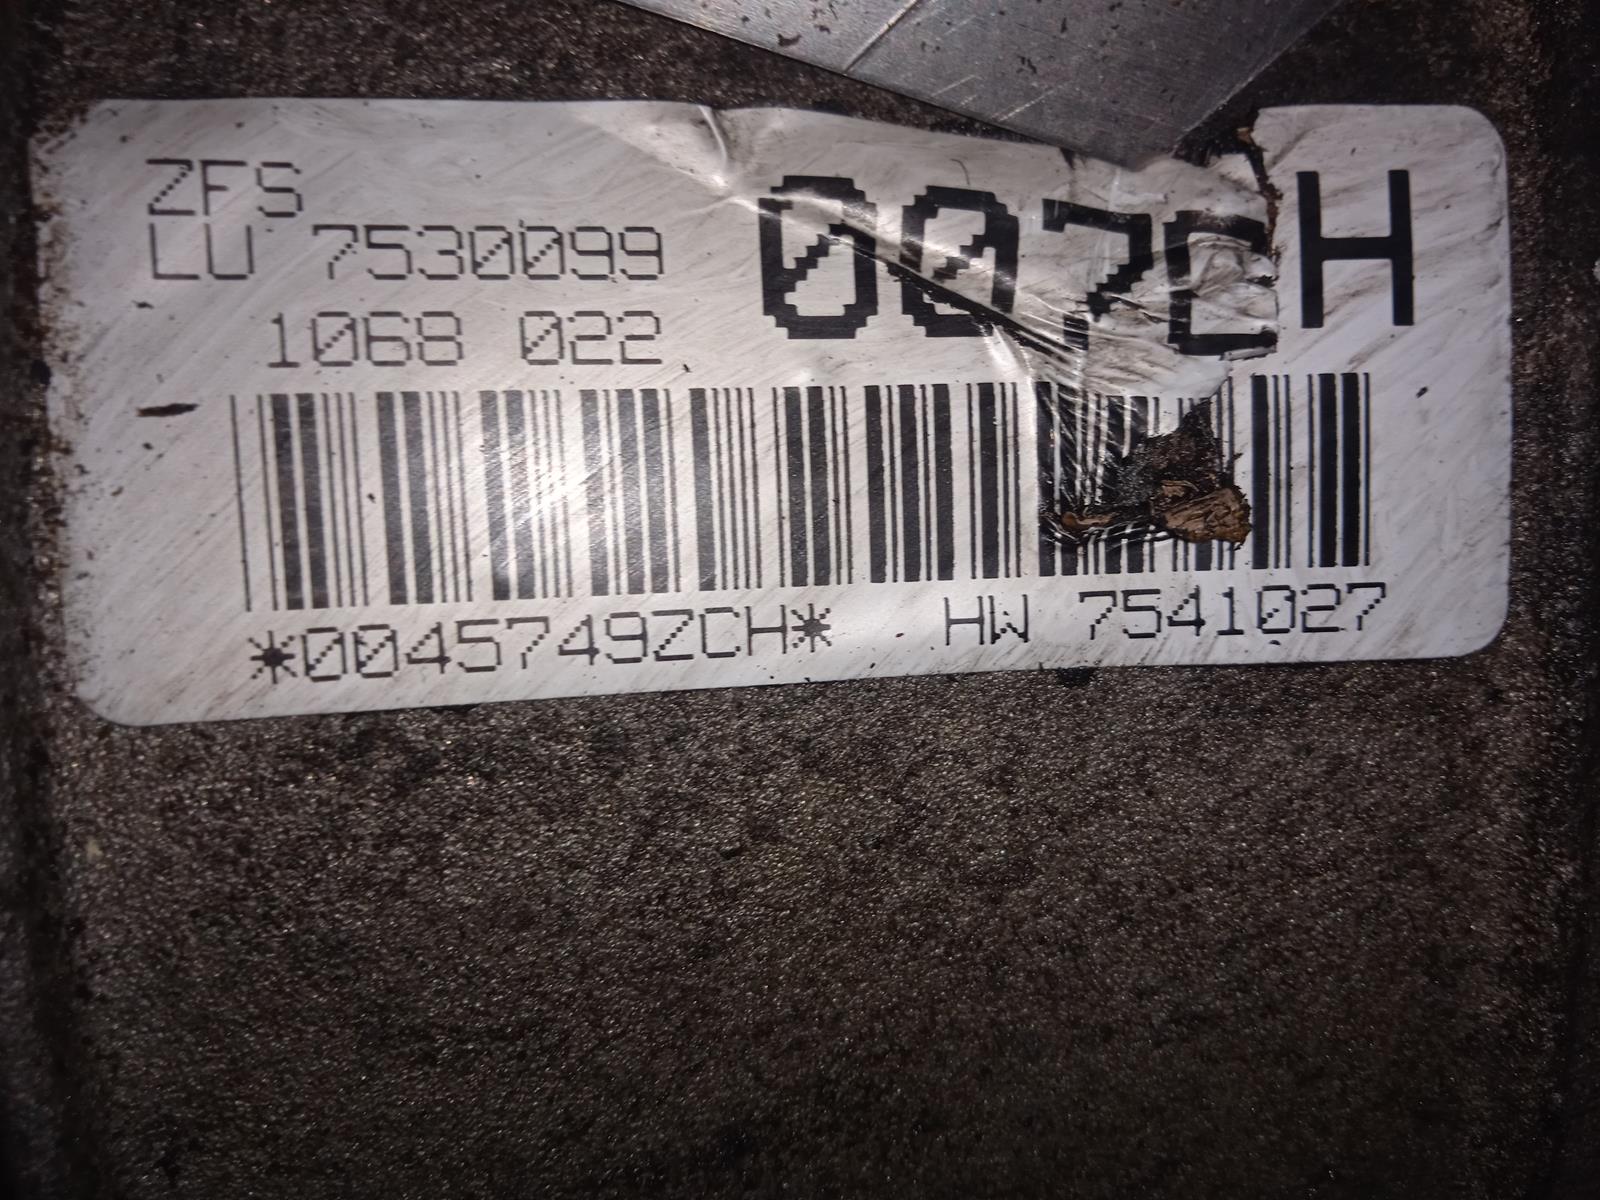 ZFS
LU 7530099
1068 022
H
*0045749ZCH* HW 7541027